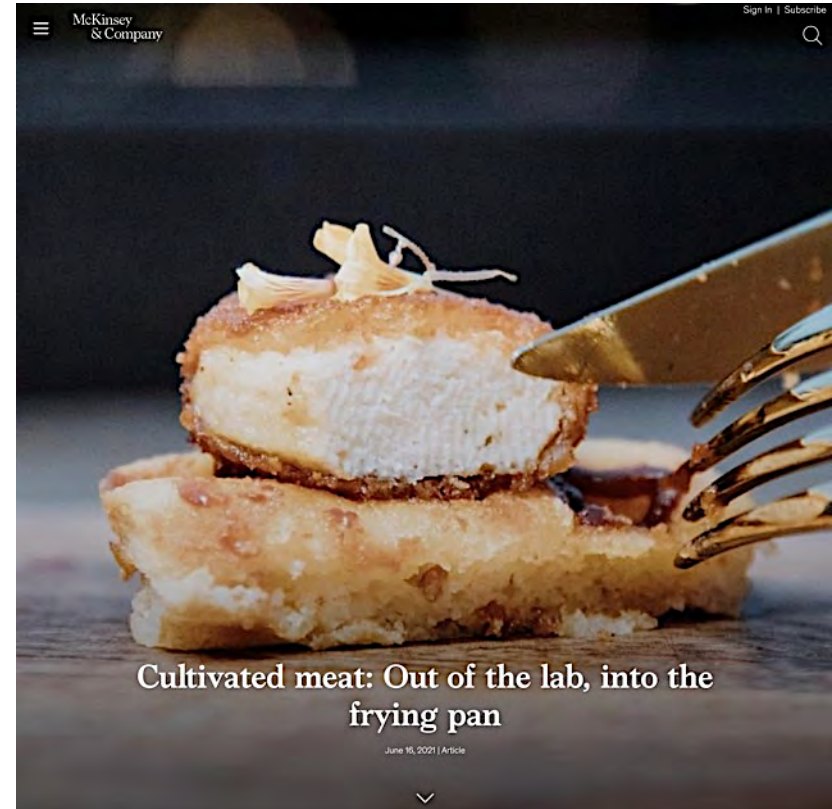 Sign In | Subscribe
McKinsey
& Company
Cultivated meat: Out of the lab, into the
frying pan
June 16, 2021 | Article